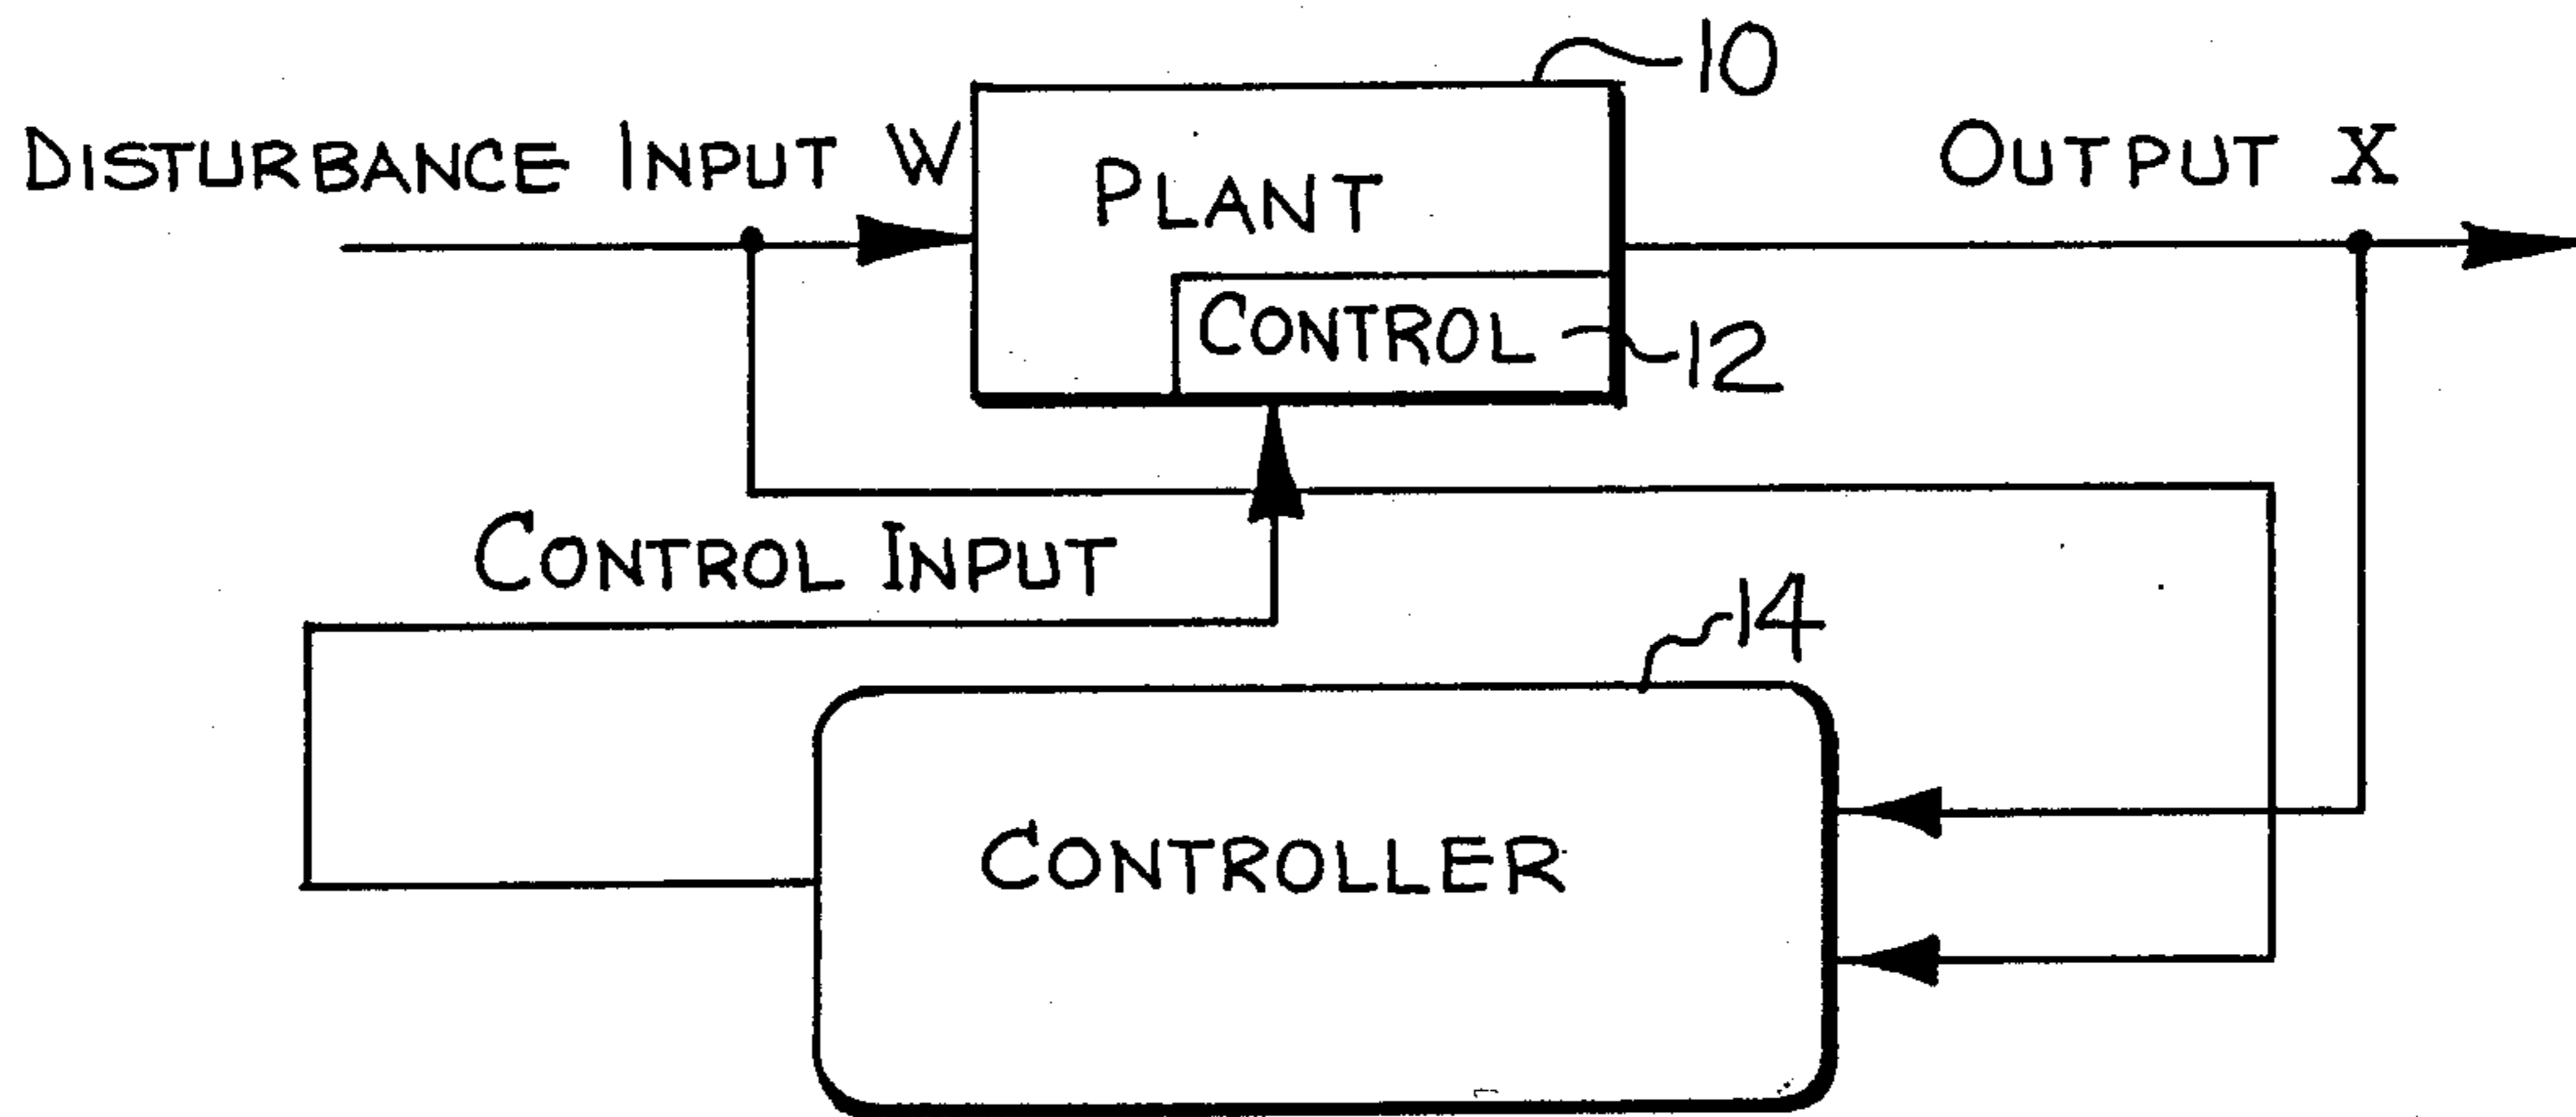 10
DISTURBANCE INPUT W
PLANT
OUTPUT X
CONTROL
12
CONTROL INPUT
14
CONTROLLER